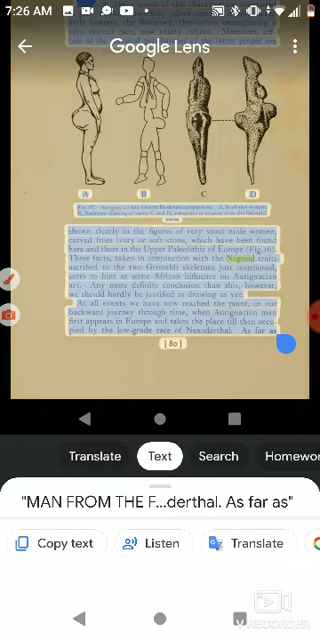 7:26 AM
Google Lens
A
B
C
D
shown clearly in the figures of very stout nude women,
carved from ivory or soft stone, which have been found
here and there in the Upper Paleolithic of Europe (Fig. 16).
These facts, taken in conjunction with the Negroid traits
ascribed to the two Grimaldi skeletons just mentioned,
seem to hint at some African influence on Aurignacian
art. Any more definite conclusion than this, however,
we should hardly be justified in drawing as yet.
At all events we have now reached the point, in our
backward journey through time, when Aurignacian man
first appears in Europe and takes the place till then occu-
pied by the low-grade race of Neanderthal. As far as
[ 80 ]
Translate
Text
Search
Homewor
"MAN FROM THE F...derthal. As far as"
Copy text
Listen
Translate